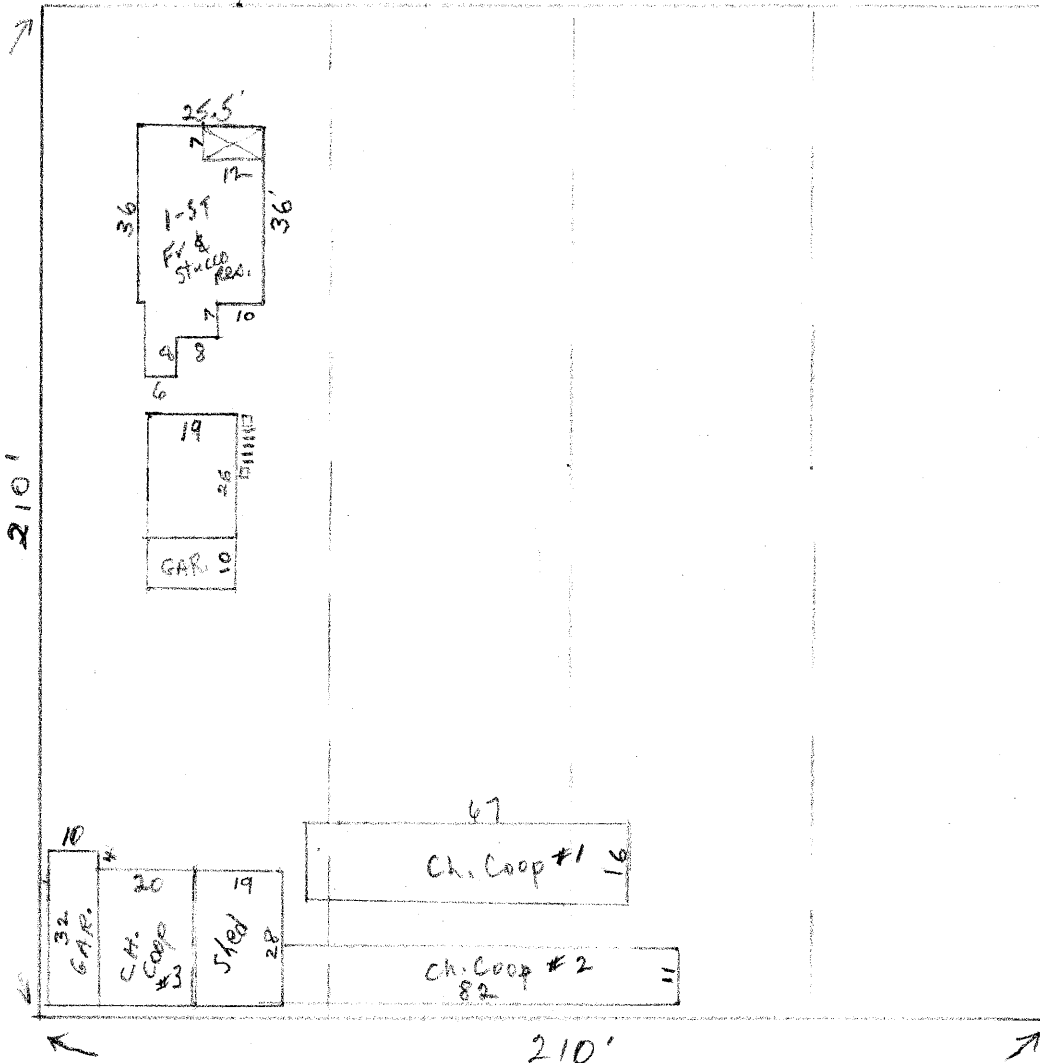 25.5'
7
12
36
36'
1-ST
Fr &
Stucco
Res.
7
10
8
8
6
19
26
GAR.
10
210'
67
Ch. Coop #1
16
10
4
20
19
32
GAR.
CH.
Coop
#3
Shed
28
Ch. Coop #2
82
11
210'